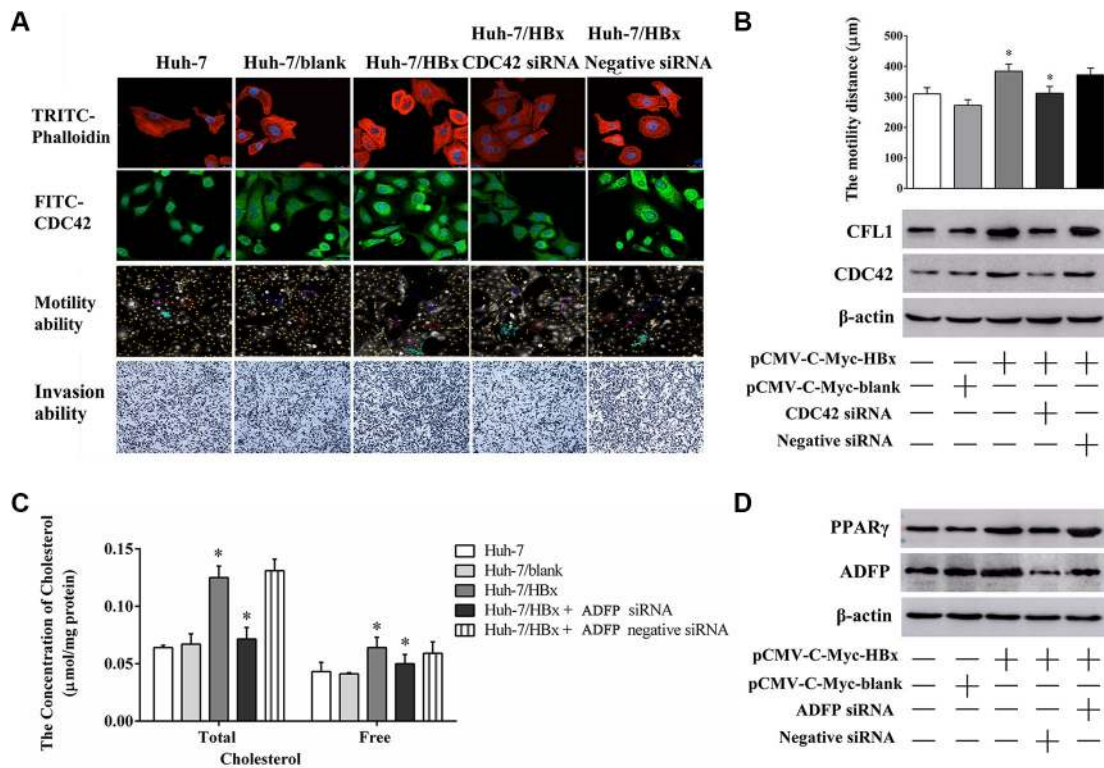 A
Huh-7/HBx Huh-7/HBx
Huh-7 Huh-7/blank Huh-7/HBx CDC42 siRNA Negative siRNA
TRITC-
Phalloidin
FITC-
CDC42
Motility
ability
Invasion
ability
B
The motility distance (μm)
500
400
300
200
100
0
*
*
CFL1
CDC42
β-actin
pCMV-C-Myc-HBx — — + + +
pCMV-C-Myc-blank — + — — —
CDC42 siRNA — — — + —
Negative siRNA — — — — +
C
The Concentration of Cholesterol
(μmol/mg protein)
0.15
0.10
0.05
0.00
*
*
*
*
Total Free
Cholesterol
Huh-7
Huh-7/blank
Huh-7/HBx
Huh-7/HBx + ADFP siRNA
Huh-7/HBx + ADFP negative siRNA
D
PPARγ
ADFP
β-actin
pCMV-C-Myc-HBx — — + + +
pCMV-C-Myc-blank — + — — —
ADFP siRNA — — — — +
Negative siRNA — — — + —